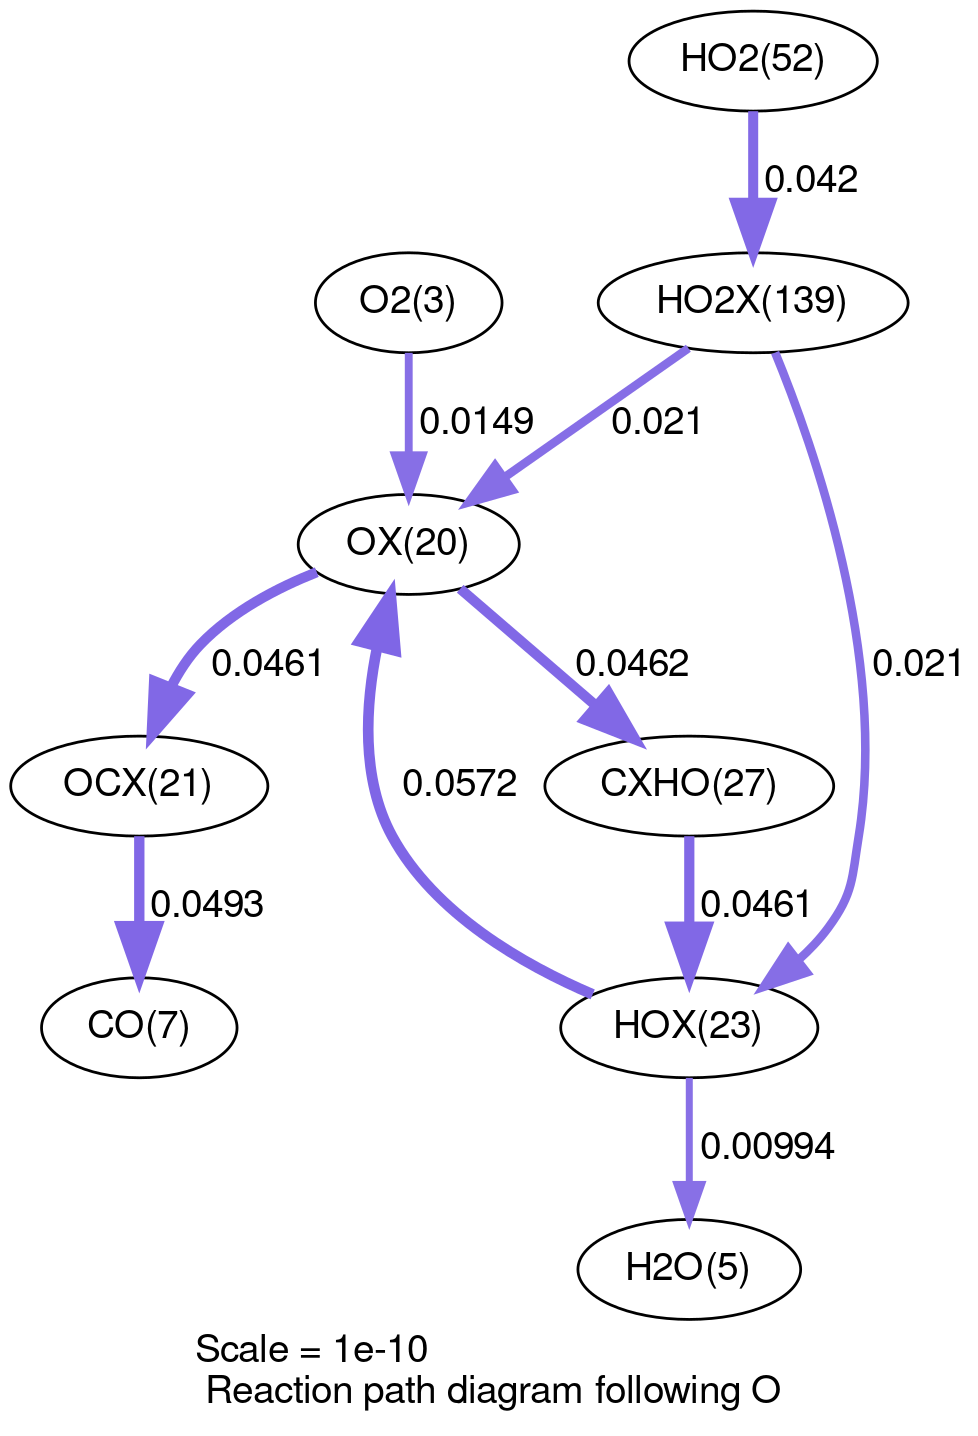 HO2(52)
0.042
O2(3)
HO2X(139)
0.0149
0.021
OX(20)
0.0461
0.0462
0.021
OCX(21)
0.0572
CXHO(27)
0.0493
0.0461
CO(7)
HOX(23)
0.00994
H2O(5)
Scale = 1e-10
Reaction path diagram following O